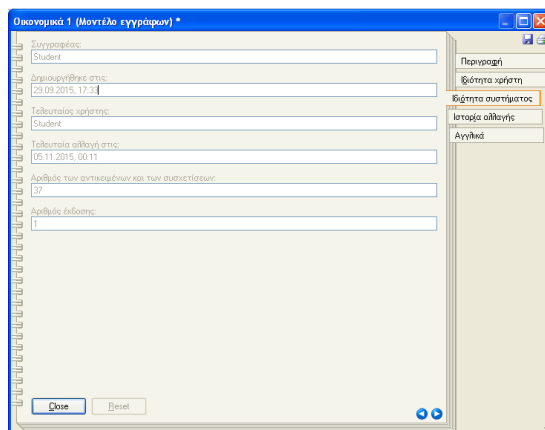 Οικονομικά 1 (Μοντέλο εγγράφων) *
Συγγραφέας:
Student
Δημιουργήθηκε στις:
29.09.2015, 17:33
Τελευταίος χρήστης:
Student
Τελευταία αλλαγή στις:
05.11.2015, 00:11
Αριθμός των αντικειμένων και των συσχετίσεων:
37
Αριθμός έκδοσης:
1
Περιγραφή
Ιδιότητα χρήστη
Ιδιότητα συστήματος
Ιστορία αλλαγής
Αγγλικά
Close
Reset